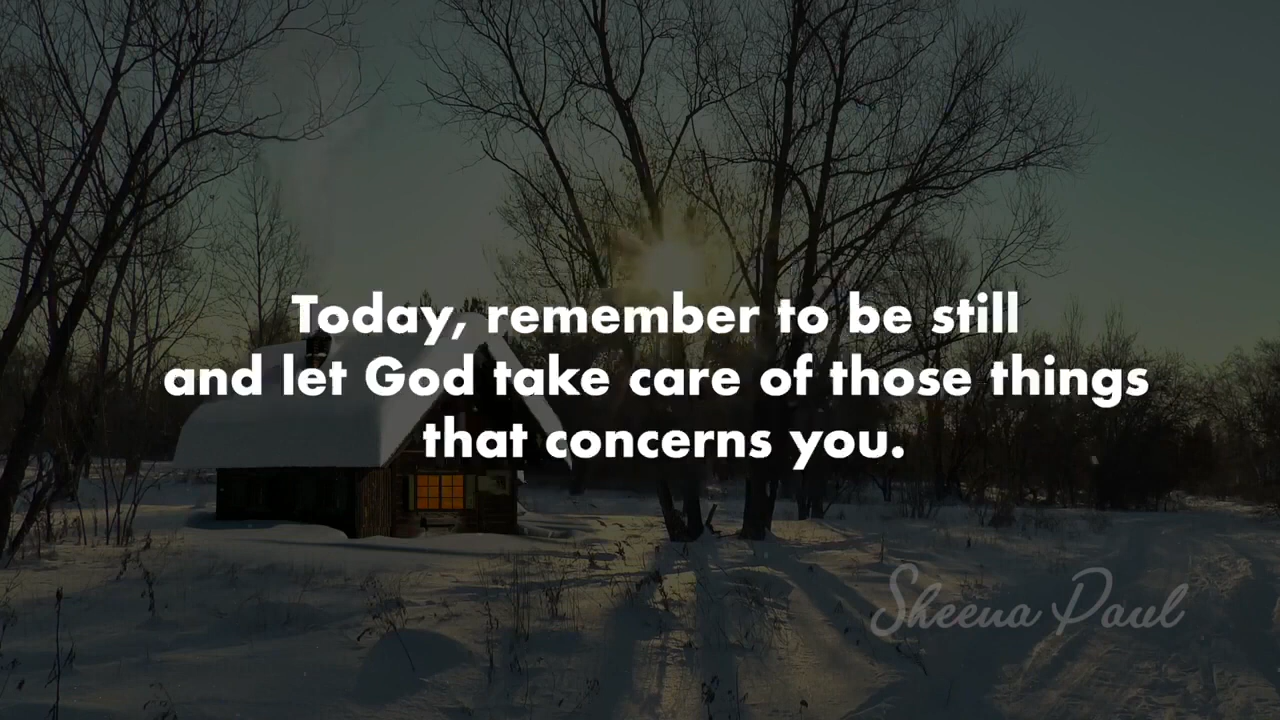 Today, remember to be still
and let God take care of those things
that concerns you.
Sheena Paul